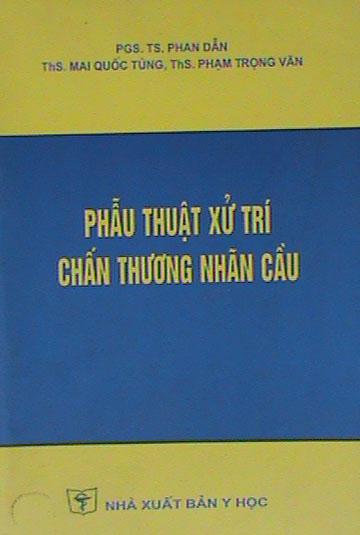 PGS. TS. PHAN DẪN
ThS. MAI QUỐC TÙNG, ThS. PHẠM TRỌNG VĂN
PHẪU THUẬT XỬ TRÍ
CHẤN THƯƠNG NHÃN CẦU
NHÀ XUẤT BẢN Y HỌC